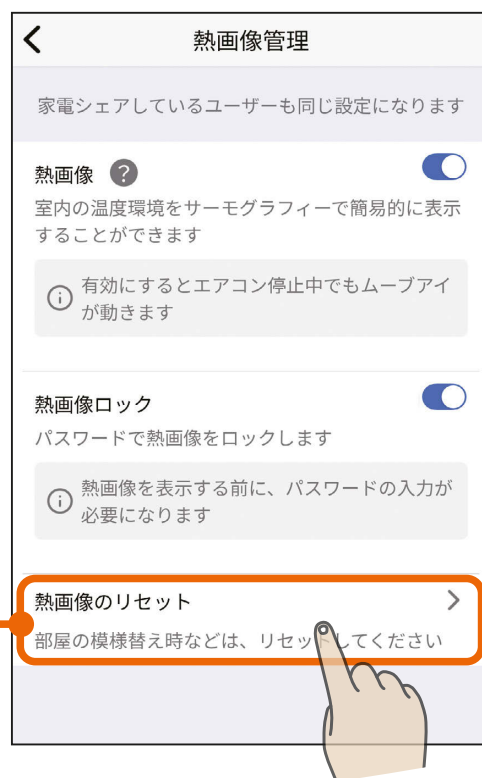 熱画像管理
家電シェアしているユーザーも同じ設定になります
熱画像 ?
室内の温度環境をサーモグラフィーで簡易的に表示
することができます
有効にするとエアコン停止中でもムーブアイ
が動きます
熱画像ロック
パスワードで熱画像をロックします
熱画像を表示する前に、パスワードの入力が
必要になります
熱画像のリセット
部屋の模様替え時などは、リセットしてください